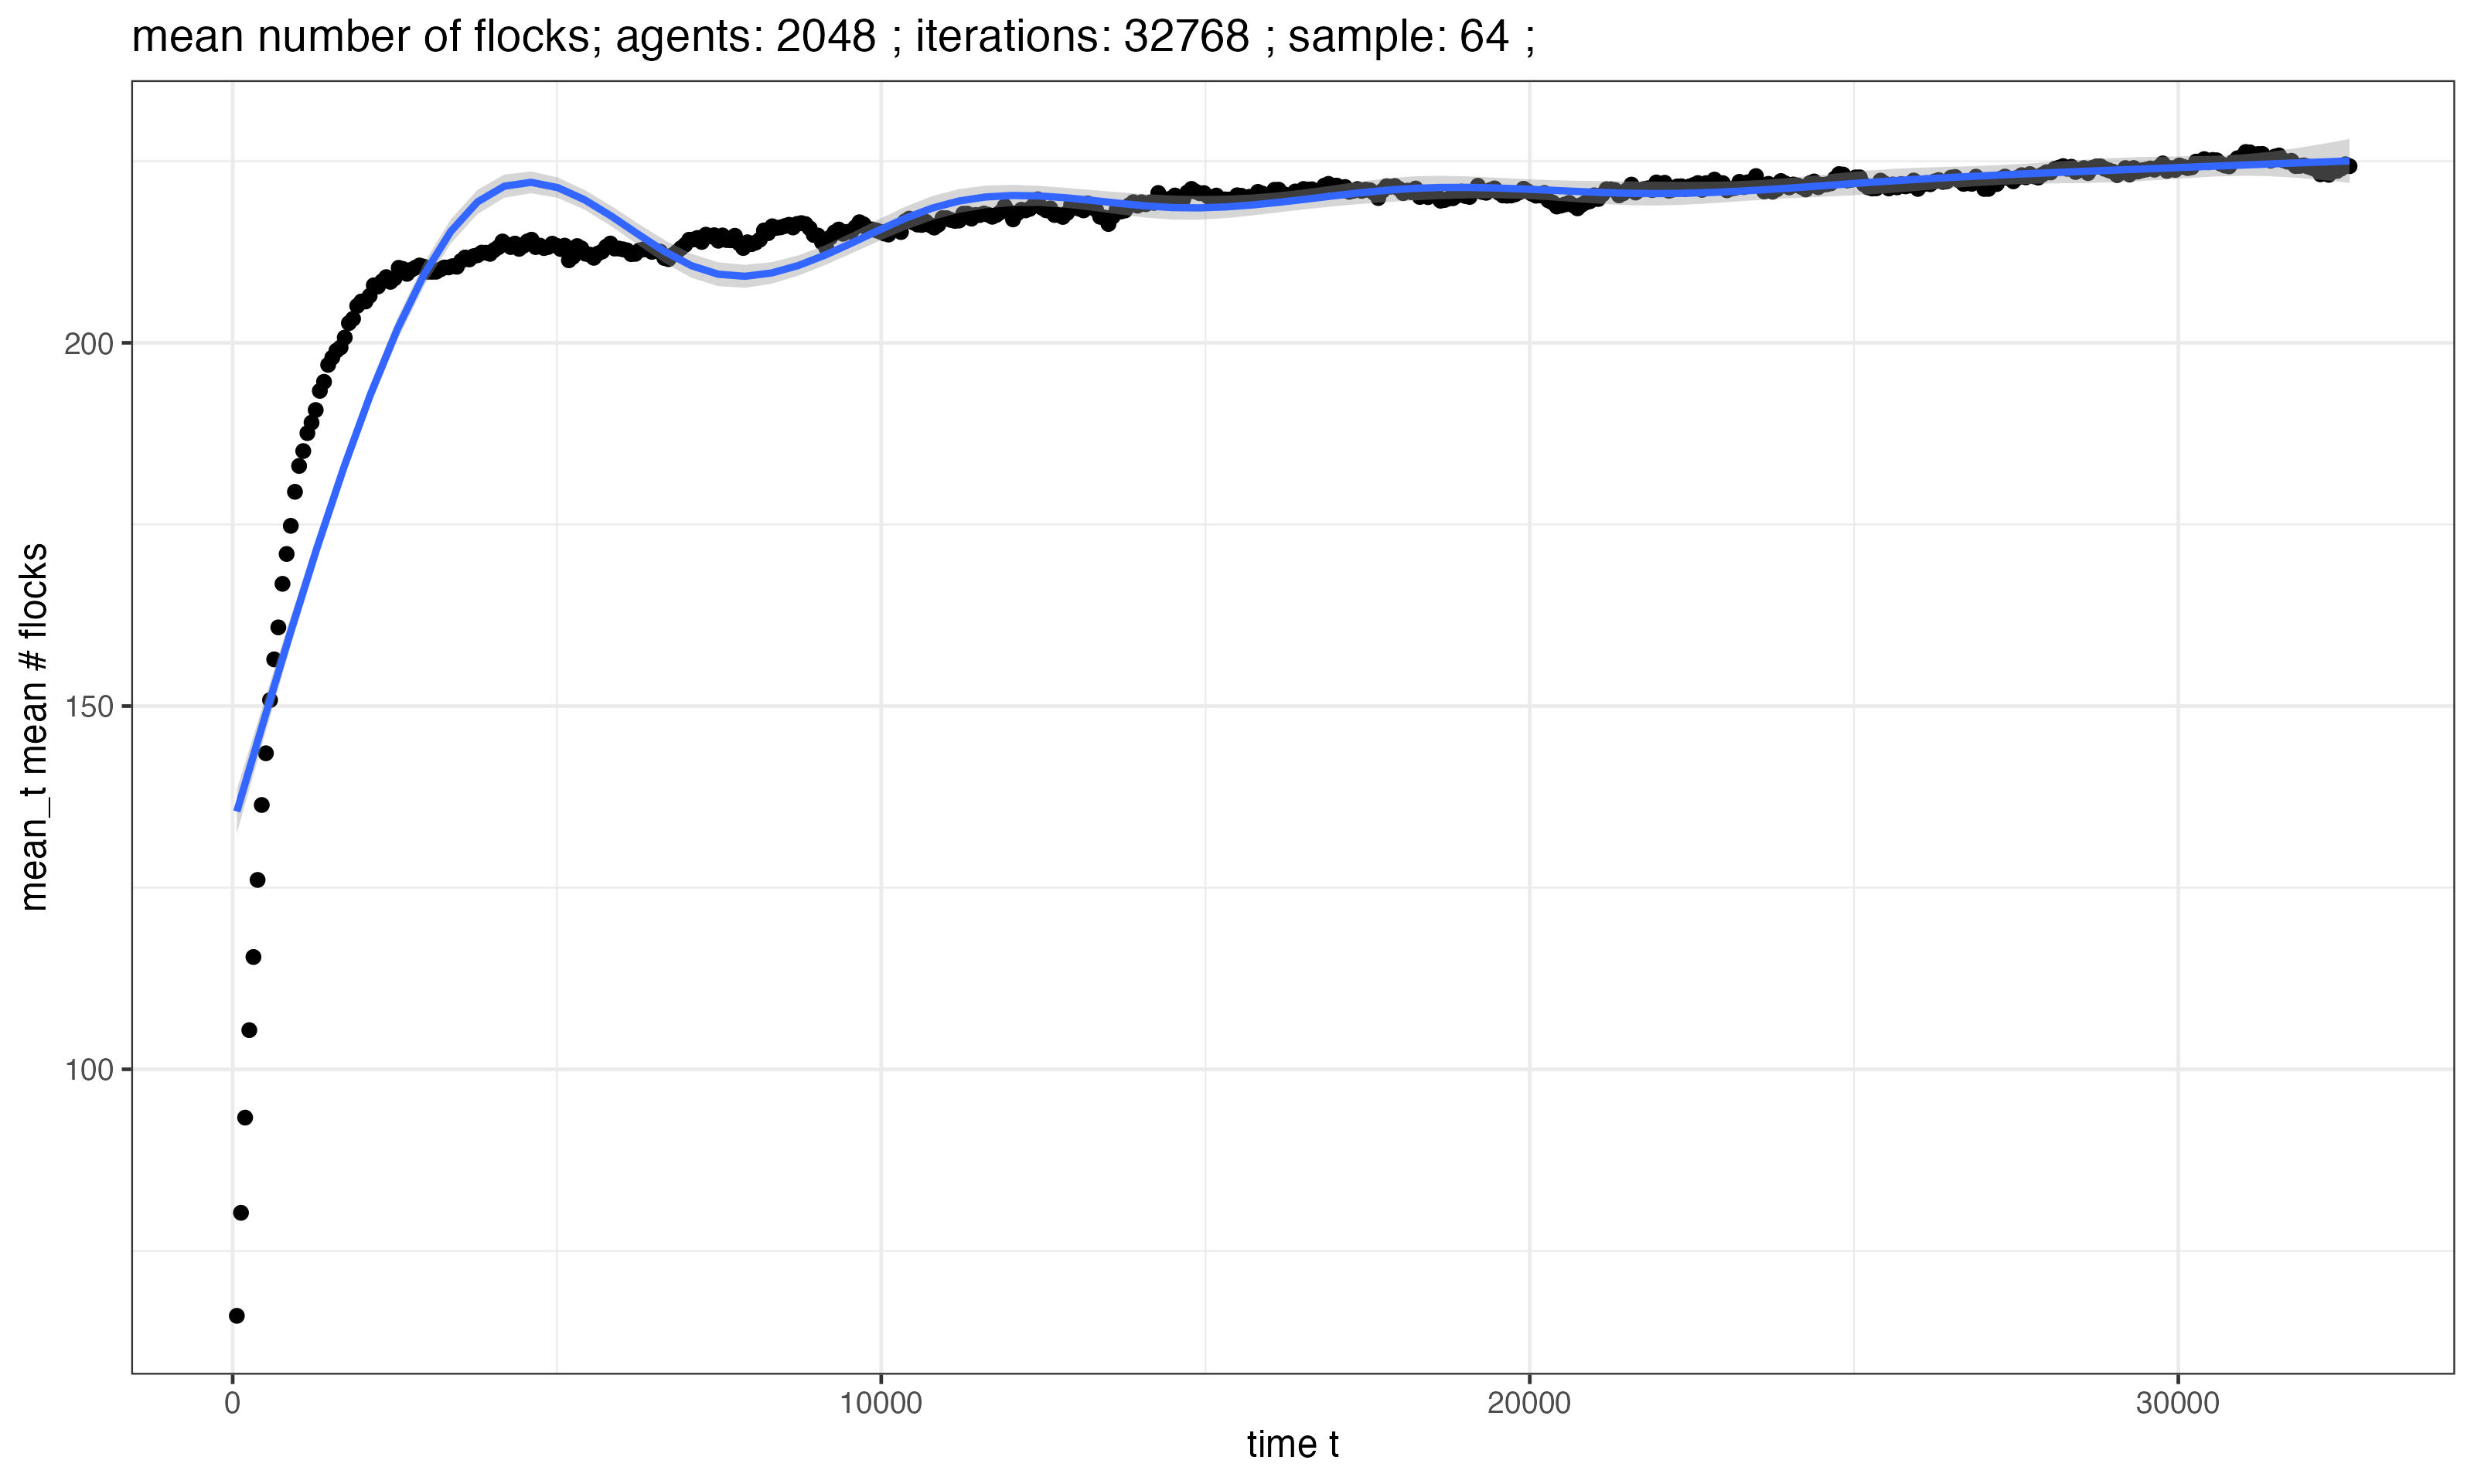 mean number of flocks; agents: 2048 ; iterations: 32768 ; sample: 64 ;
mean_t mean # flocks
200
150
100
0
10000
20000
30000
time t